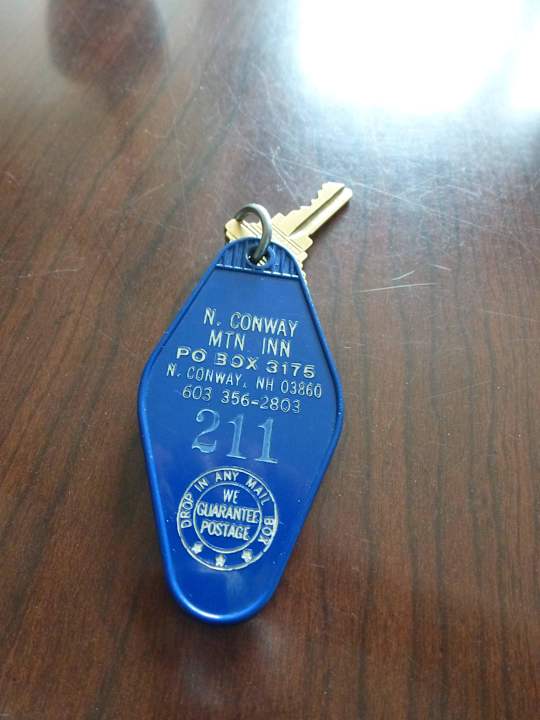 N. CONWAY
MTN INN
PO BOX 3175
N. CONWAY, NH 03860
603 356-2803
211
DROP IN ANY MAIL BOX
WE
GUARANTEE
POSTAGE